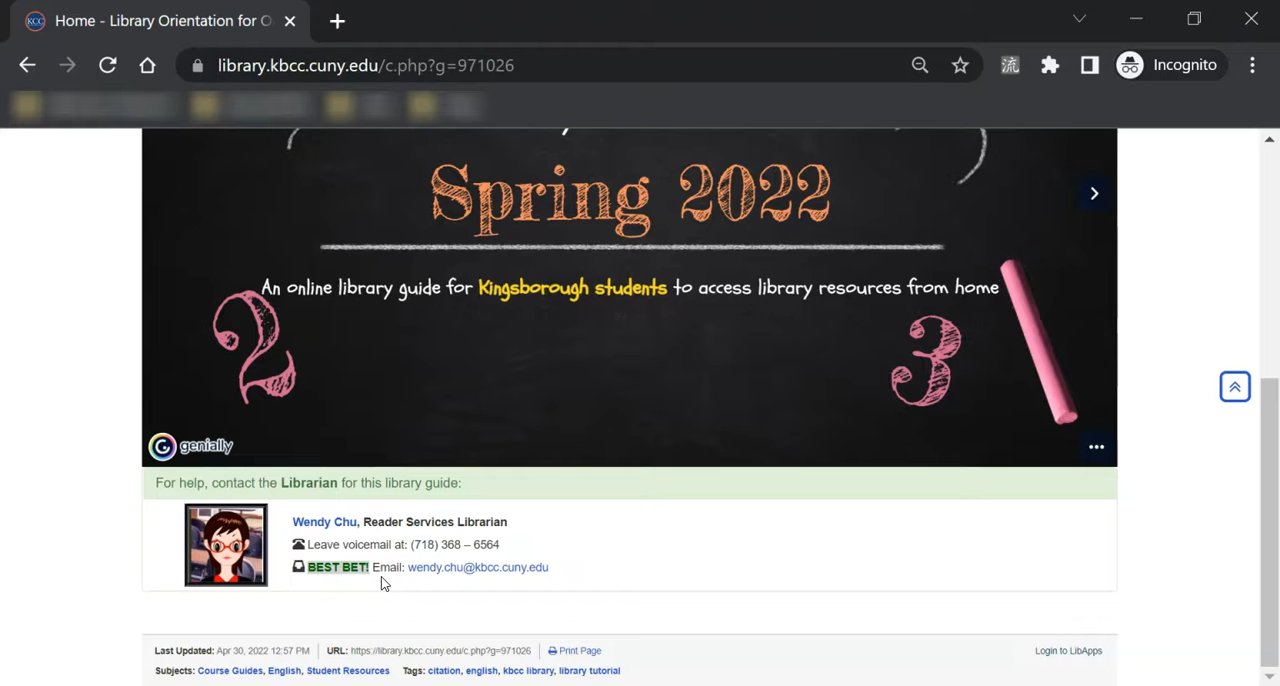 KCC
Home - Library Orientation for O
library.kbcc.cuny.edu/c.php?g=971026
流
Incognito
Spring 2022
An online library guide for Kingsborough students to access library resources from home
2
3
genially
For help, contact the Librarian for this library guide:
Wendy Chu, Reader Services Librarian
Leave voicemail at: (718) 368 – 6564
BEST BET! Email: wendy.chu@kbcc.cuny.edu
Last Updated: Apr 30, 2022 12:57 PM URL: https://library.kbcc.cuny.edu/c.php?g=971026 Print Page Login to LibApps
Subjects: Course Guides, English, Student Resources Tags: citation, english, kbcc library, library tutorial